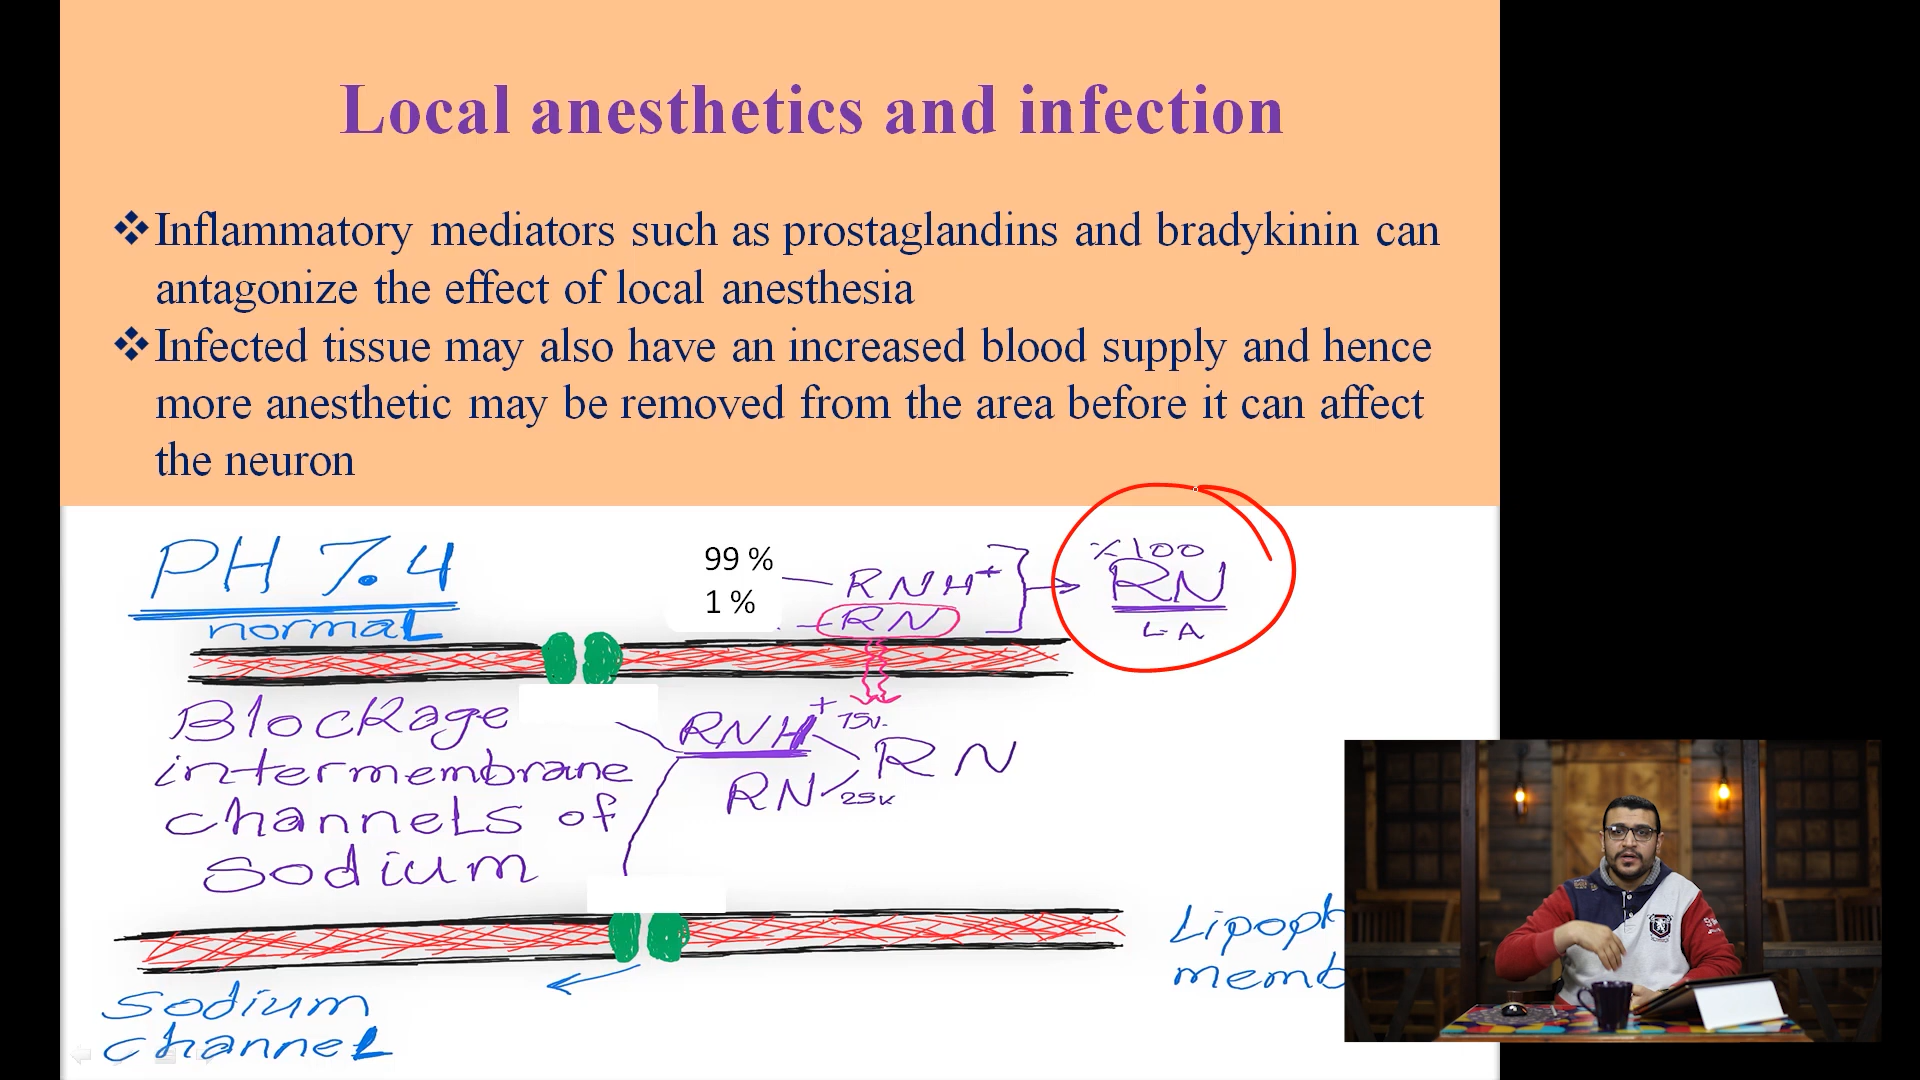 Local anesthetics and infection
❖Inflammatory mediators such as prostaglandins and bradykinin can
antagonize the effect of local anesthesia
❖Infected tissue may also have an increased blood supply and hence
more anesthetic may be removed from the area before it can affect
the neuron
PH 7.4
normal
99 %
1 %
RNH+
RN
%100
RN
LA
Blockage
intermembrane
channels of
sodium
RNH+
RN
RN
sodium
channel